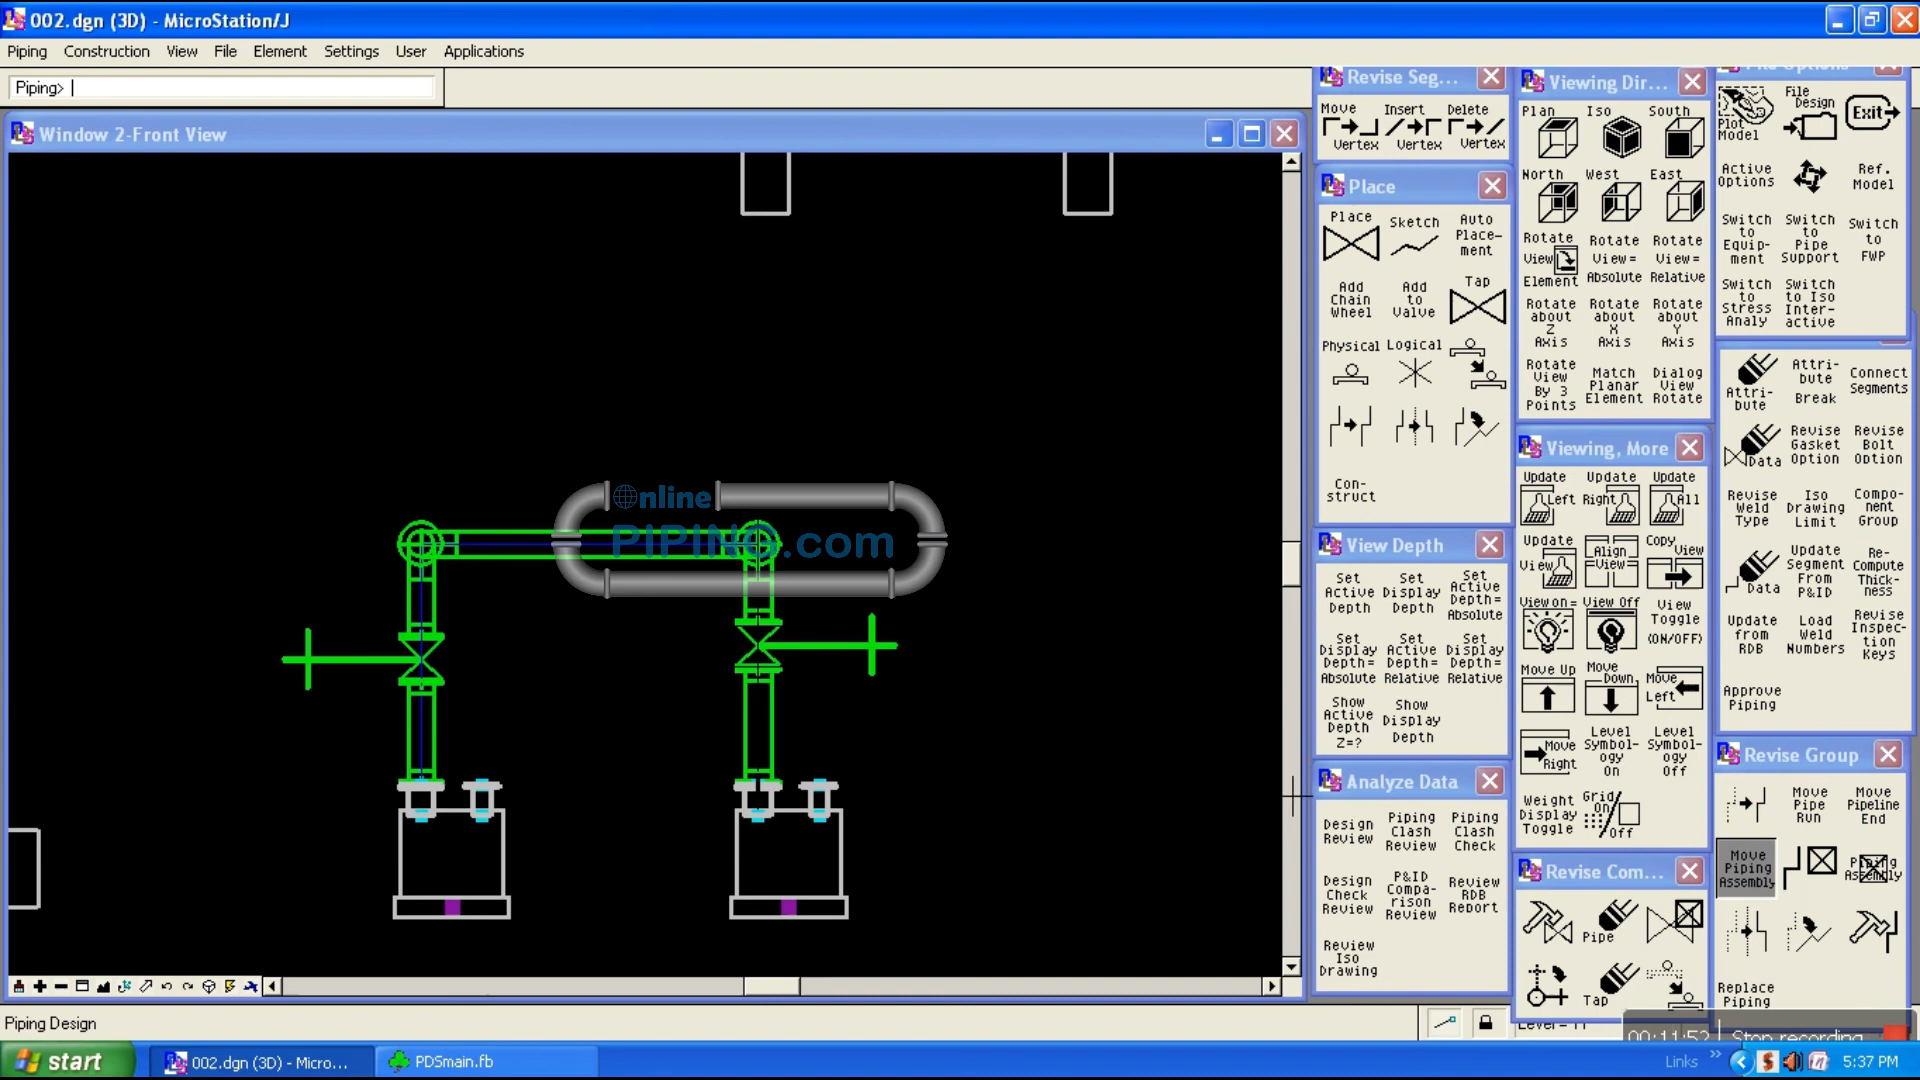 002.dgn (3D) - MicroStation/J
Piping Construction View File Element Settings User Applications
Piping>
Window 2-Front View
Online
PIPING.com
Revise Seg...
Move Vertex
Insert Vertex
Delete Vertex
Place
Place
Sketch
Auto Place-ment
Add Chain Wheel
Add to Valve
Tap
Physical
Logical
Con-struct
View Depth
Set Active Depth
Set Display Depth
Set Active Depth= Absolute
Set Display Depth= Absolute
Set Active Depth= Relative
Set Display Depth= Relative
Show Active Depth Z=?
Show Display Depth
Analyze Data
Design Review
Piping Clash Review
Piping Clash Check
Design Check Review
P&ID Compa-rison Review
Review RDB Report
Review Iso Drawing
Viewing Dir...
Plan
Iso
South
North
West
East
Rotate View Element
Rotate View= Absolute
Rotate View= Relative
Rotate about Z Axis
Rotate about X Axis
Rotate about Y Axis
Rotate View By 3 Points
Match Planar Element
Dialog View Rotate
Viewing, More
Update Left
Update Right
Update All
Update View
Align View
Copy View
View on=
View Off
View Toggle (ON/OFF)
Move Up
Move Down
Move Left
Move Right
Level Symbol-ogy On
Level Symbol-ogy Off
Weight Display Toggle
Grid On/Off
Revise Com...
Pipe
Tap
Plot Model
File Design
Exit
Active Options
Ref. Model
Switch to Equip-ment
Switch to Pipe Support
Switch to FWP
Switch to Stress Analy
Switch to Iso Inter-active
Attri-bute
Attri-bute Break
Connect Segments
Data
Revise Gasket Option
Revise Bolt Option
Revise Weld Type
Iso Drawing Limit
Compo-nent Group
Data
Update Segment From P&ID
Re-Compute Thick-ness
Update from RDB
Load Weld Numbers
Revise Inspec-tion Keys
Approve Piping
Revise Group
Move Pipe Run
Move Pipeline End
Move Piping Assembly
Piping Assembly
Replace Piping
Piping Design
00:11:52 | Stop recording
start
002.dgn (3D) - Micro...
PDSmain.fb
Links
5:37 PM